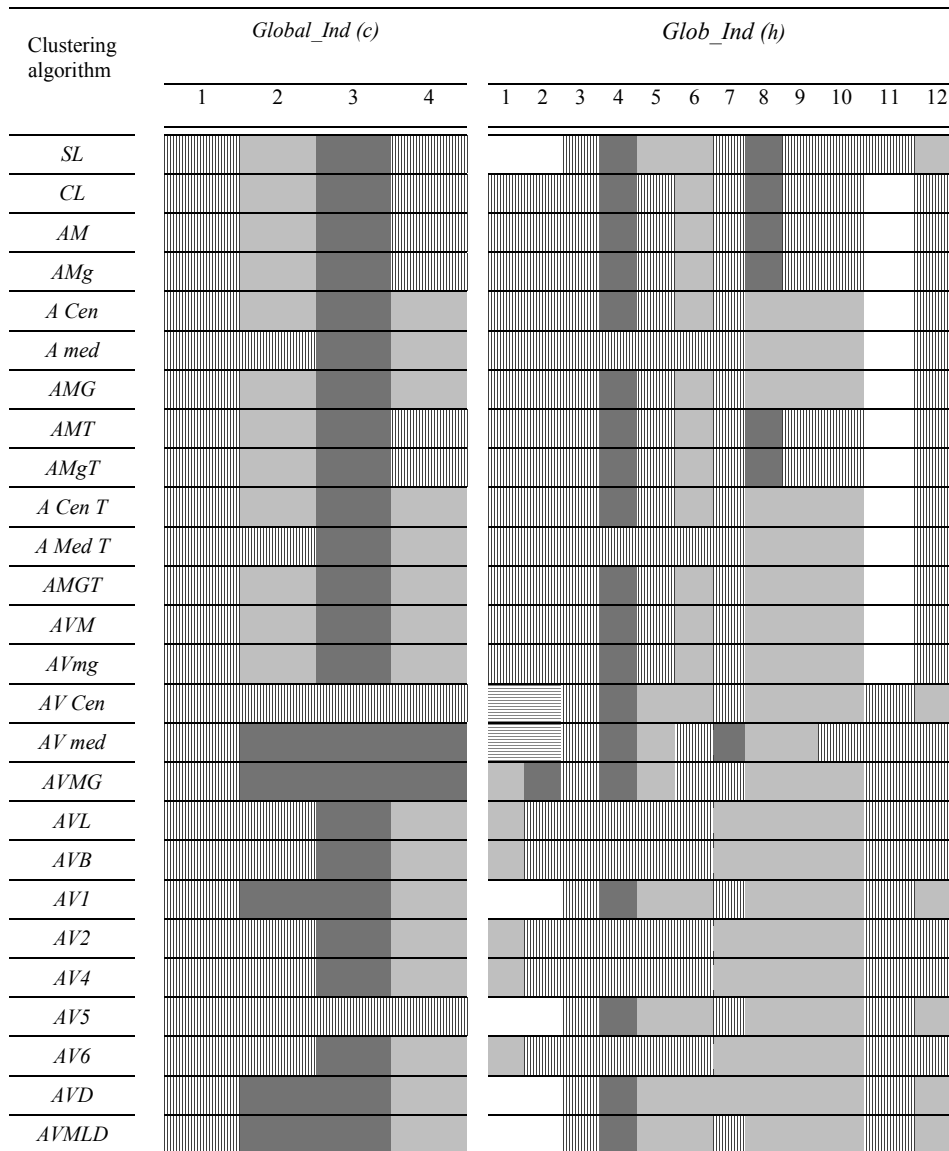 Clustering
algorithm
Global_Ind (c)
Glob_Ind (h)
1 2 3 4 1 2 3 4 5 6 7 8 9 10 11 12
SL
CL
AM
AMg
A Cen
A med
AMG
AMT
AMgT
A Cen T
A Med T
AMGT
AVM
AVmg
AV Cen
AV med
AVMG
AVL
AVB
AV1
AV2
AV4
AV5
AV6
AVD
AVMLD